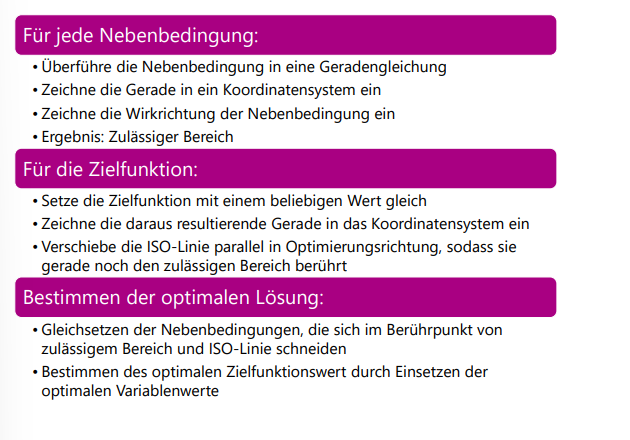 Für jede Nebenbedingung:
• Überführe die Nebenbedingung in eine Geradengleichung
• Zeichne die Gerade in ein Koordinatensystem ein
• Zeichne die Wirkrichtung der Nebenbedingung ein
• Ergebnis: Zulässiger Bereich
Für die Zielfunktion:
• Setze die Zielfunktion mit einem beliebigen Wert gleich
• Zeichne die daraus resultierende Gerade in das Koordinatensystem ein
• Verschiebe die ISO-Linie parallel in Optimierungsrichtung, sodass sie
gerade noch den zulässigen Bereich berührt
Bestimmen der optimalen Lösung:
• Gleichsetzen der Nebenbedingungen, die sich im Berührpunkt von
zulässigem Bereich und ISO-Linie schneiden
• Bestimmen des optimalen Zielfunktionswert durch Einsetzen der
optimalen Variablenwerte